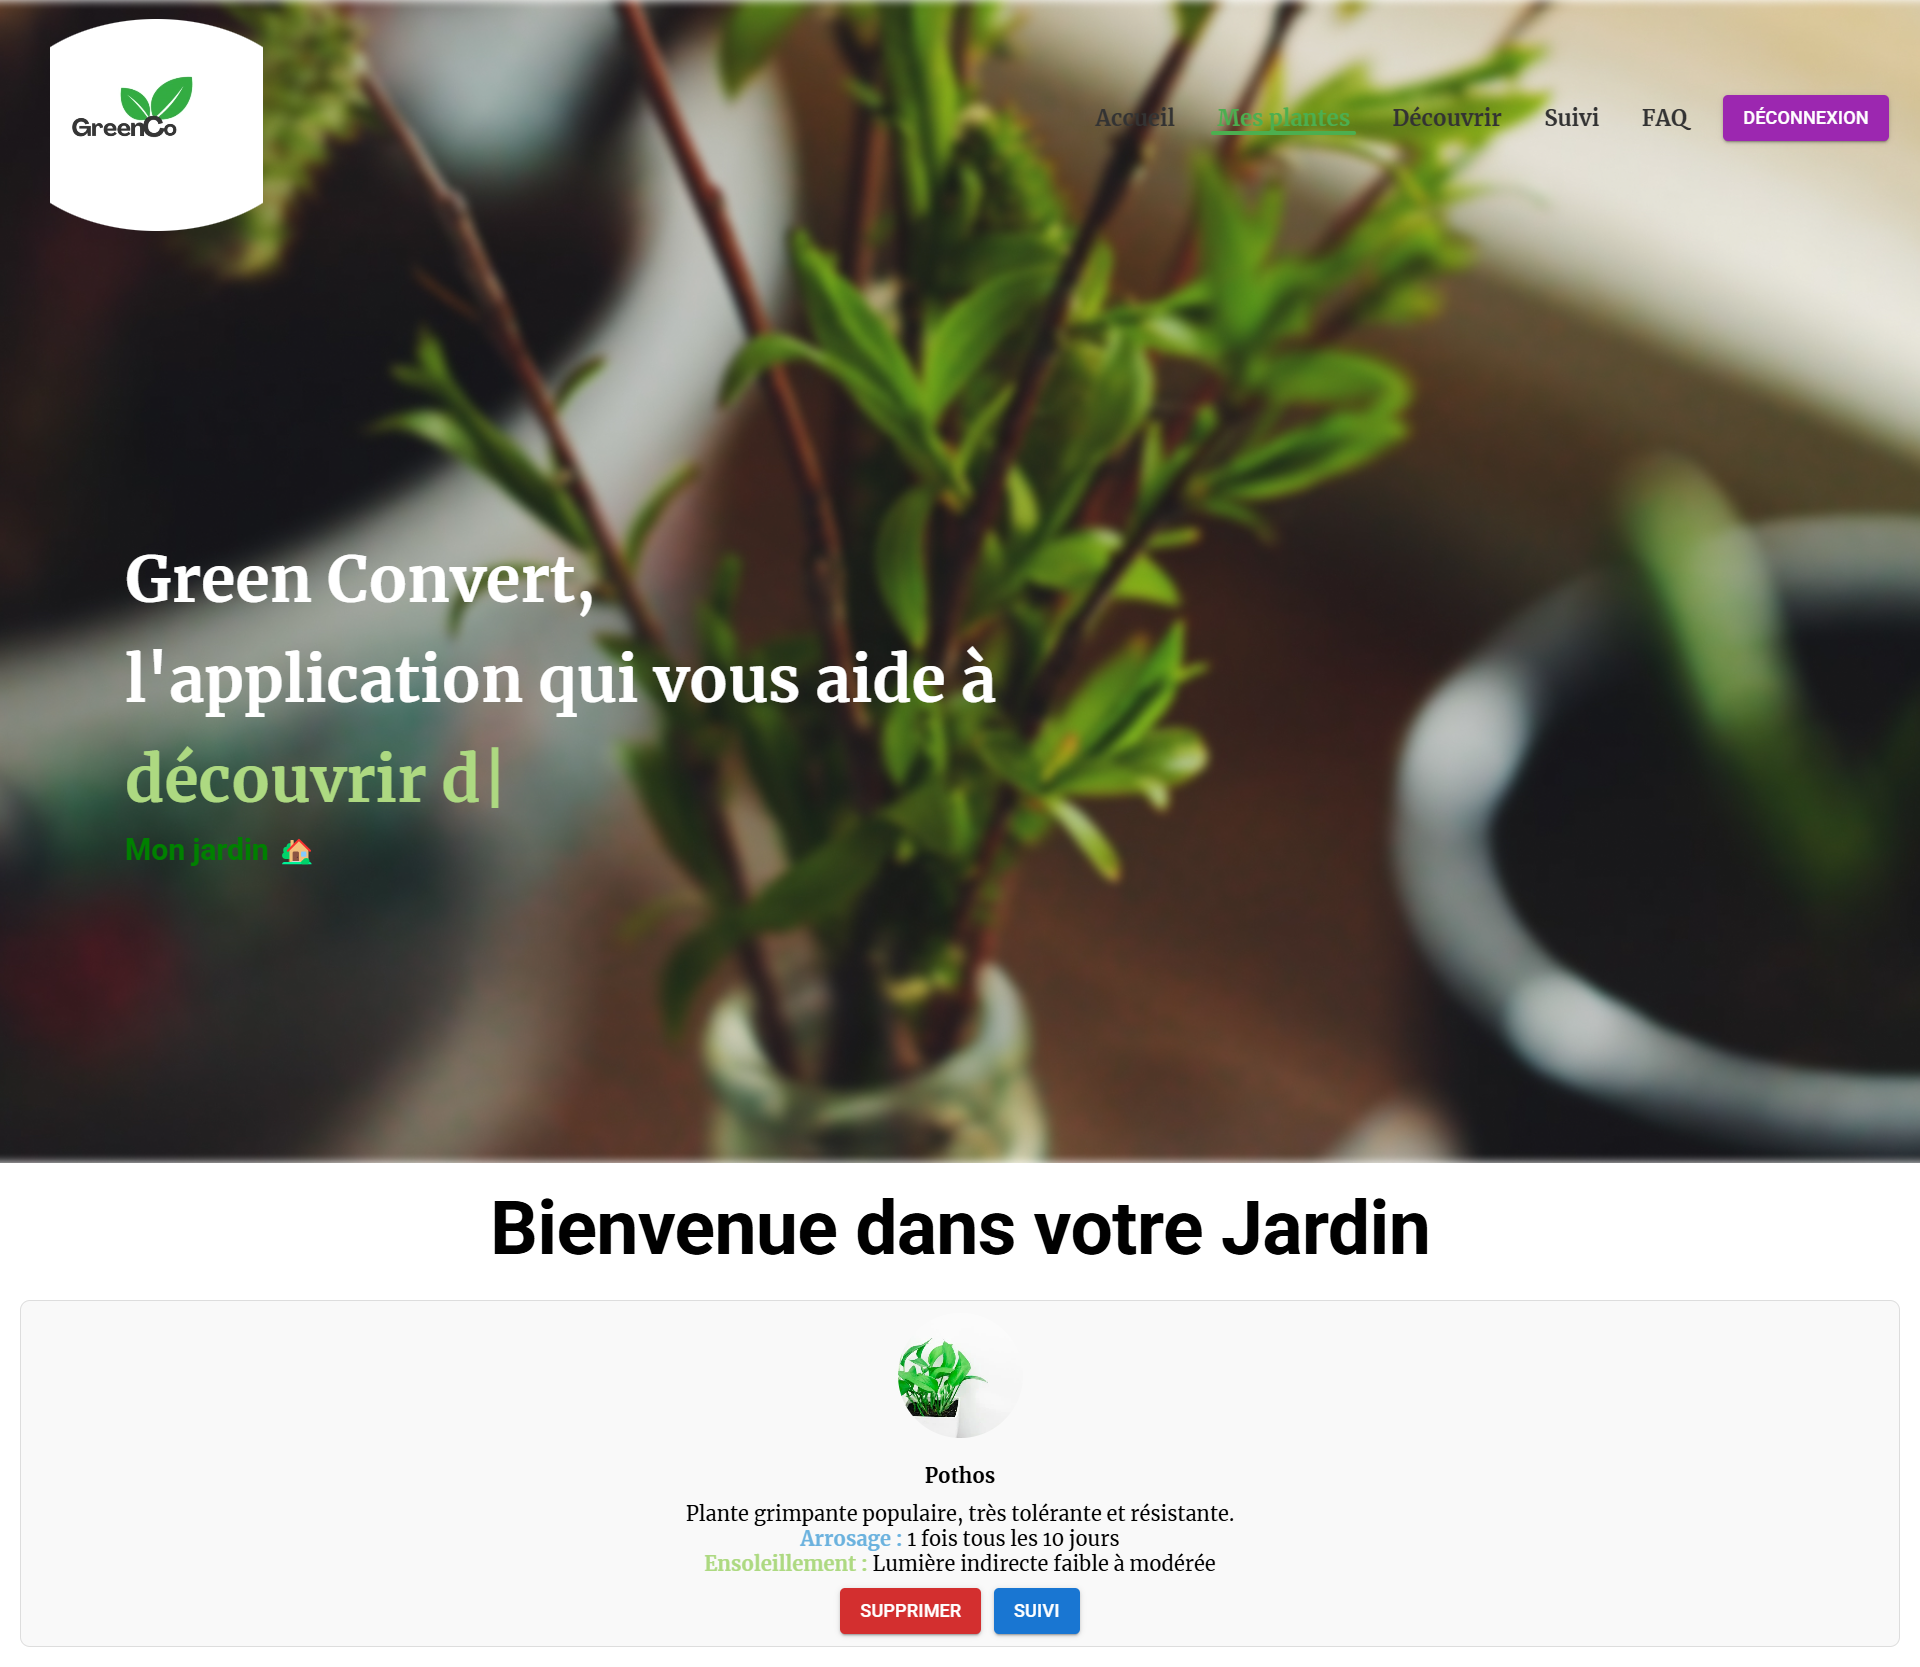 GreenCo
Accueil Mes plantes Découvrir Suivi FAQ DÉCONNEXION
Green Convert,
l'application qui vous aide à
découvrir d|
Mon jardin 🏡
Bienvenue dans votre Jardin
Pothos
Plante grimpante populaire, très tolérante et résistante.
Arrosage : 1 fois tous les 10 jours
Ensoleillement : Lumière indirecte faible à modérée
SUPPRIMER SUIVI